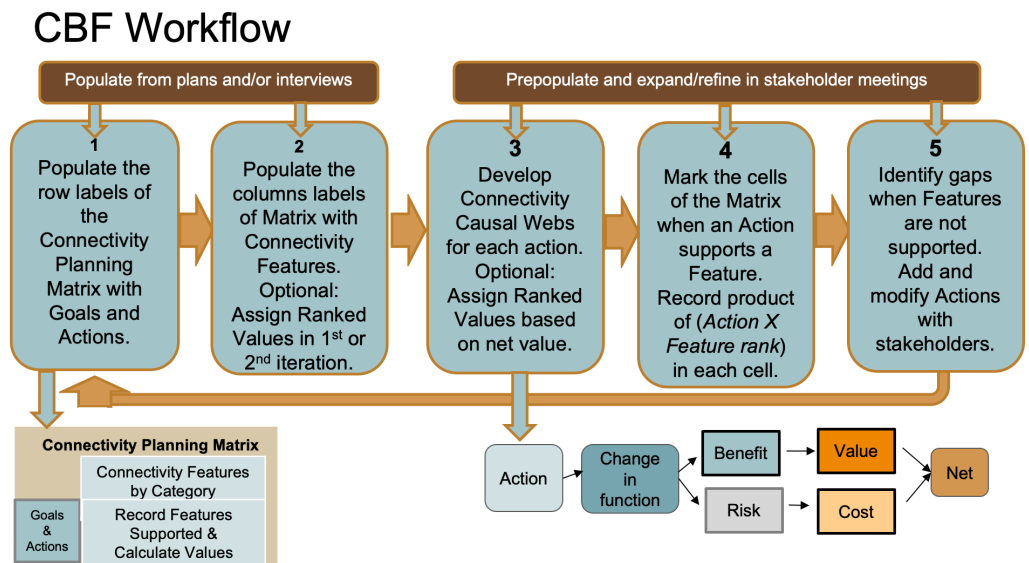 CBF Workflow
Populate from plans and/or interviews
Prepopulate and expand/refine in stakeholder meetings
1
Populate the
row labels of
the
Connectivity
Planning
Matrix with
Goals and
Actions.
2
Populate the
columns labels
of Matrix with
Connectivity
Features.
Optional:
Assign Ranked
Values in 1st or
2nd iteration.
3
Develop
Connectivity
Causal Webs
for each action.
Optional:
Assign Ranked
Values based
on net value.
4
Mark the cells
of the Matrix
when an Action
supports a
Feature.
Record product
of (Action X
Feature rank)
in each cell.
5
Identify gaps
when Features
are not
supported.
Add and
modify Actions
with
stakeholders.
Connectivity Planning Matrix
Connectivity Features
by Category
Goals
&
Actions
Record Features
Supported &
Calculate Values
Action
Change
in
function
Benefit
Value
Risk
Cost
Net